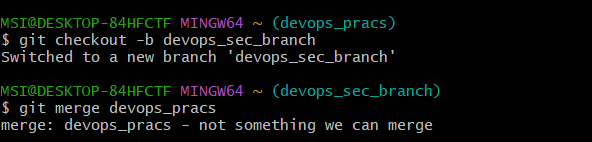 MSI@DESKTOP-84HFCTF MINGW64 ~ (devops_pracs)
$ git checkout -b devops_sec_branch
Switched to a new branch 'devops_sec_branch'
MSI@DESKTOP-84HFCTF MINGW64 ~ (devops_sec_branch)
$ git merge devops_pracs
merge: devops_pracs - not something we can merge